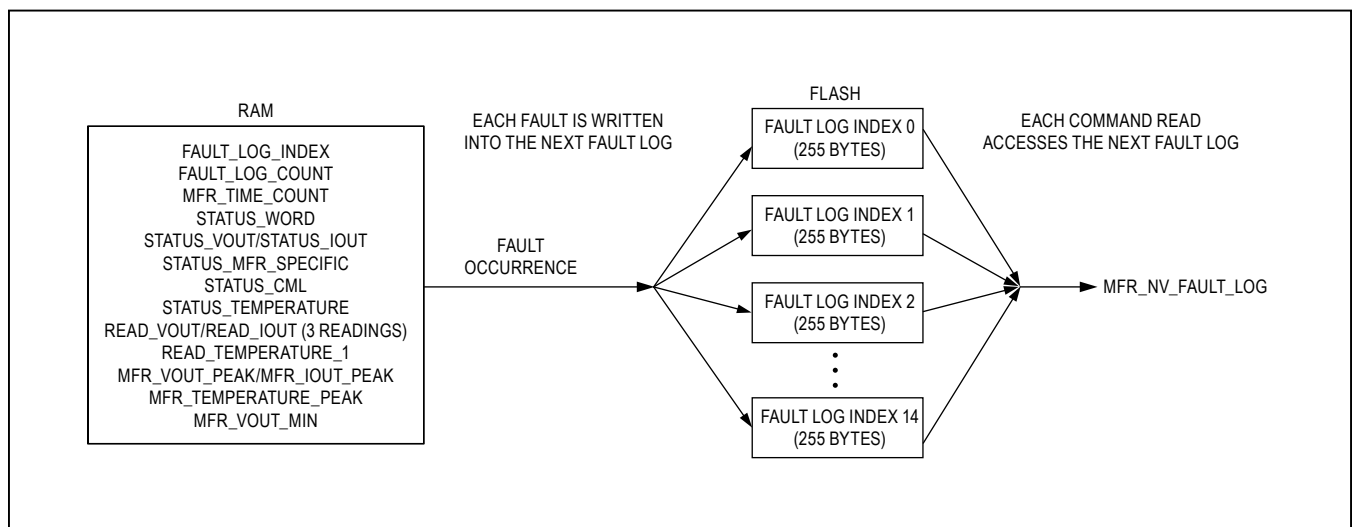 RAM
FAULT_LOG_INDEX
FAULT_LOG_COUNT
MFR_TIME_COUNT
STATUS_WORD
STATUS_VOUT/STATUS_IOUT
STATUS_MFR_SPECIFIC
STATUS_CML
STATUS_TEMPERATURE
READ_VOUT/READ_IOUT (3 READINGS)
READ_TEMPERATURE_1
MFR_VOUT_PEAK/MFR_IOUT_PEAK
MFR_TEMPERATURE_PEAK
MFR_VOUT_MIN
EACH FAULT IS WRITTEN
INTO THE NEXT FAULT LOG
FAULT
OCCURRENCE
FLASH
FAULT LOG INDEX 0
(255 BYTES)
FAULT LOG INDEX 1
(255 BYTES)
FAULT LOG INDEX 2
(255 BYTES)
FAULT LOG INDEX 14
(255 BYTES)
EACH COMMAND READ
ACCESSES THE NEXT FAULT LOG
MFR_NV_FAULT_LOG